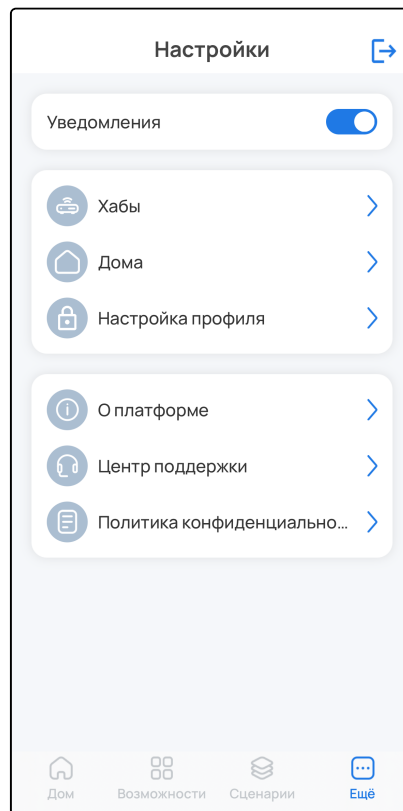 Настройки
Уведомления
Хабы
Дома
Настройка профиля
О платформе
Центр поддержки
Политика конфиденциально...
Дом
Возможности
Сценарии
Ещё